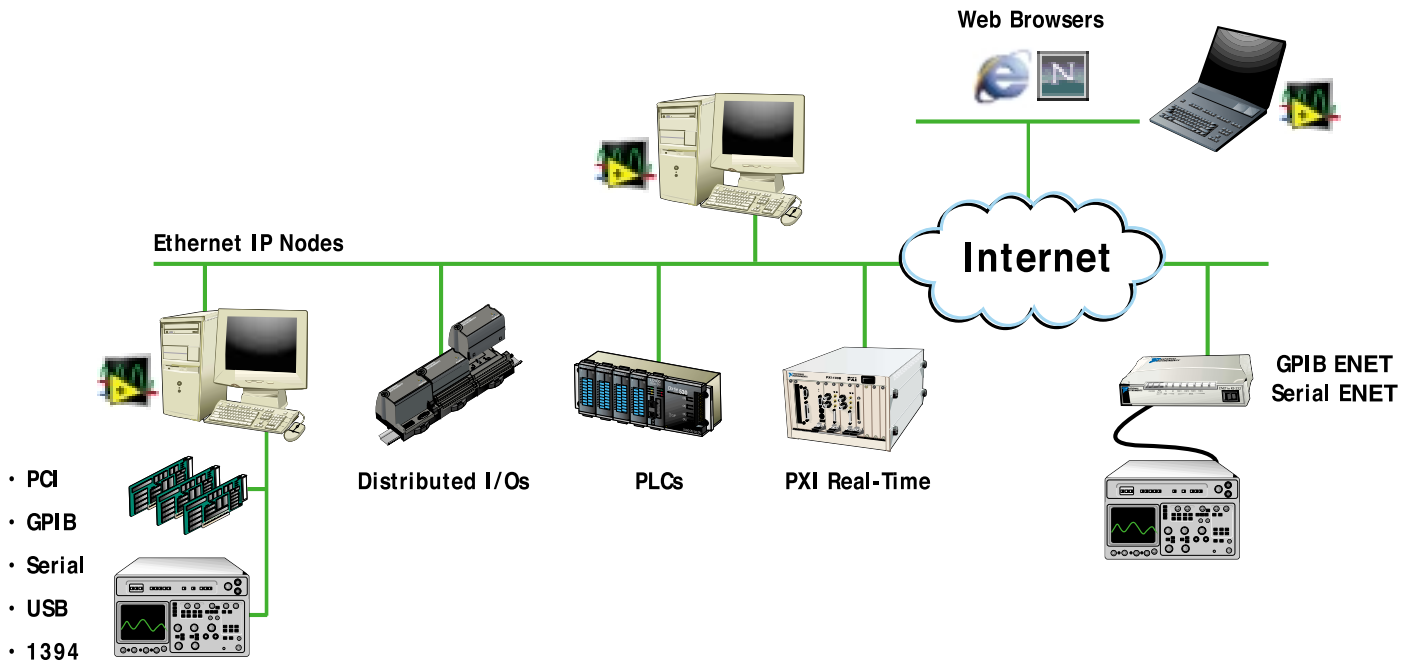 Web Browsers
N
Ethernet IP Nodes
Internet
GPIB ENET
Serial ENET
PXI
Distributed I/Os
PLCs
PXI Real-Time
· PCI
· GPIB
· Serial
· USB
· 1394